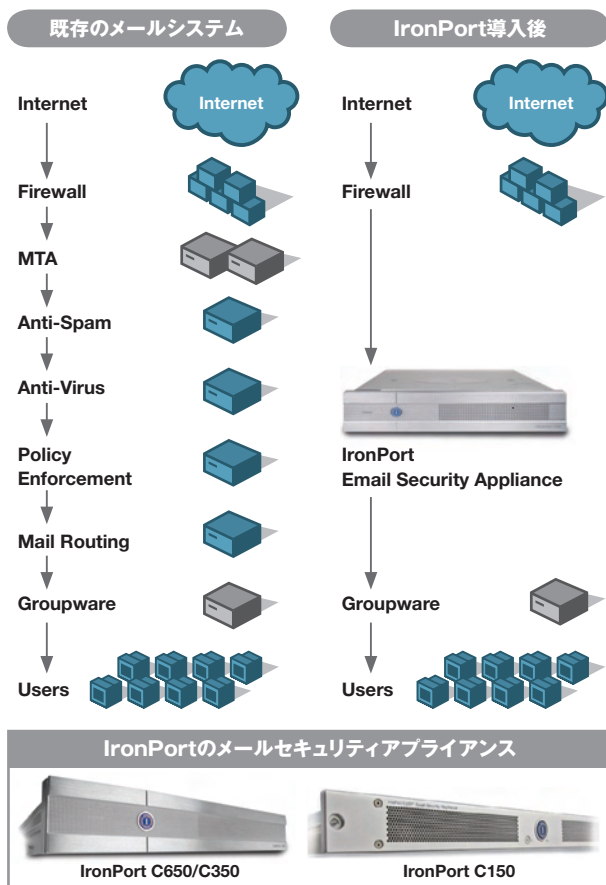 既存のメールシステム
Internet
Internet
Firewall
MTA
Anti-Spam
Anti-Virus
Policy
Enforcement
Mail Routing
Groupware
Users
IronPort導入後
Internet
Internet
Firewall
IronPort
Email Security Appliance
Groupware
Users
IronPortのメールセキュリティアプライアンス
IronPort C650/C350
IronPort C150